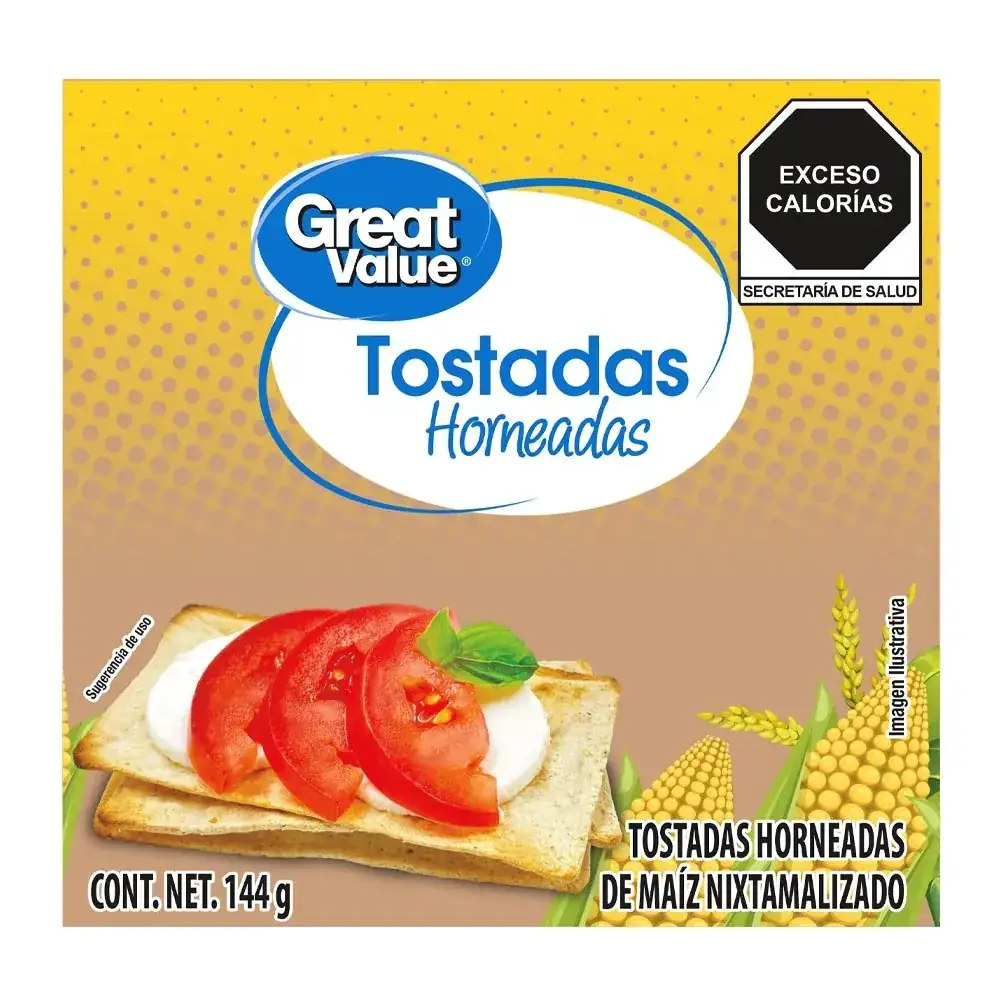 Great
Value®
Tostadas
Horneadas
EXCESO
CALORÍAS
SECRETARÍA DE SALUD
Sugerencia de uso
Imagen Ilustrativa
TOSTADAS HORNEADAS
DE MAÍZ NIXTAMALIZADO
CONT. NET. 144 g